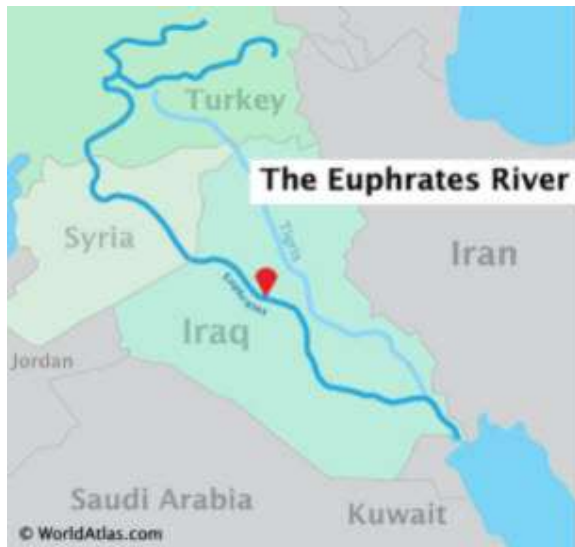 Turkey
The Euphrates River
Tigris
Syria
Iran
Euphrates
Iraq
Jordan
Saudi Arabia
Kuwait
© WorldAtlas.com